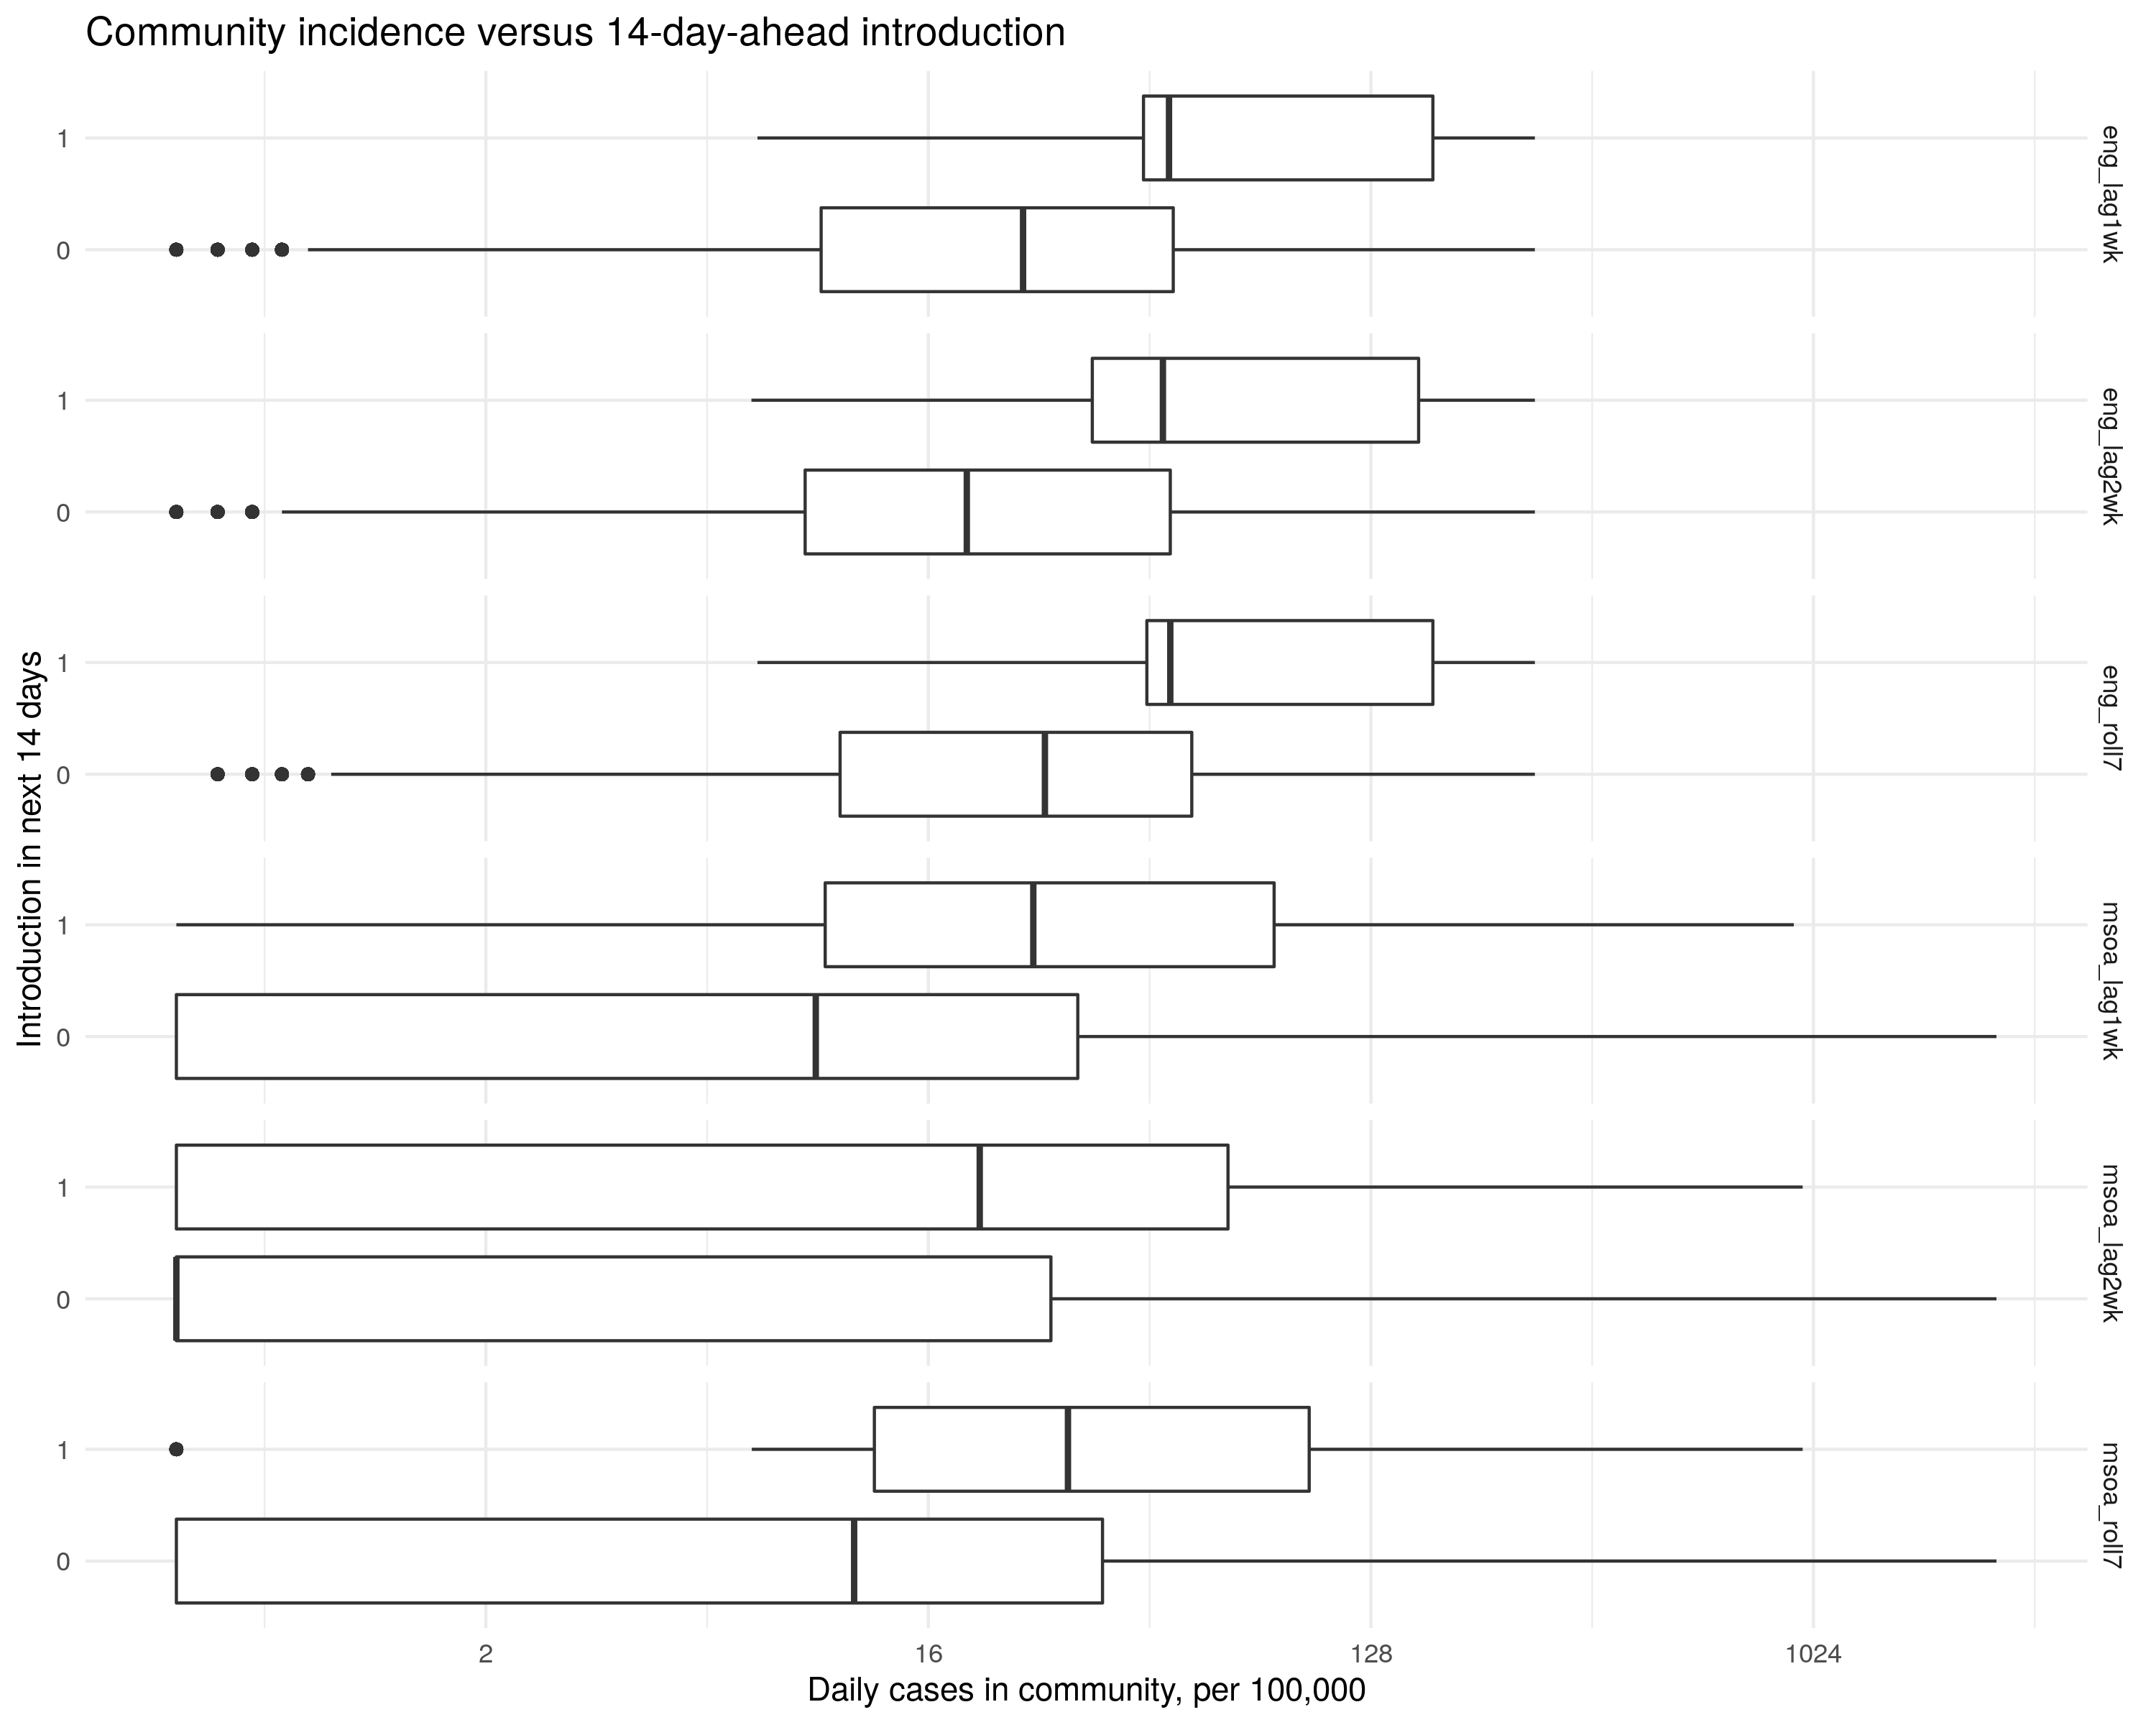 Community incidence versus 14-day-ahead introduction
Introduction in next 14 days
1
0
eng_lag1wk
1
0
eng_lag2wk
1
0
eng_roll7
1
0
msoa_lag1wk
1
0
msoa_lag2wk
1
0
msoa_roll7
2
16
128
1024
Daily cases in community, per 100,000